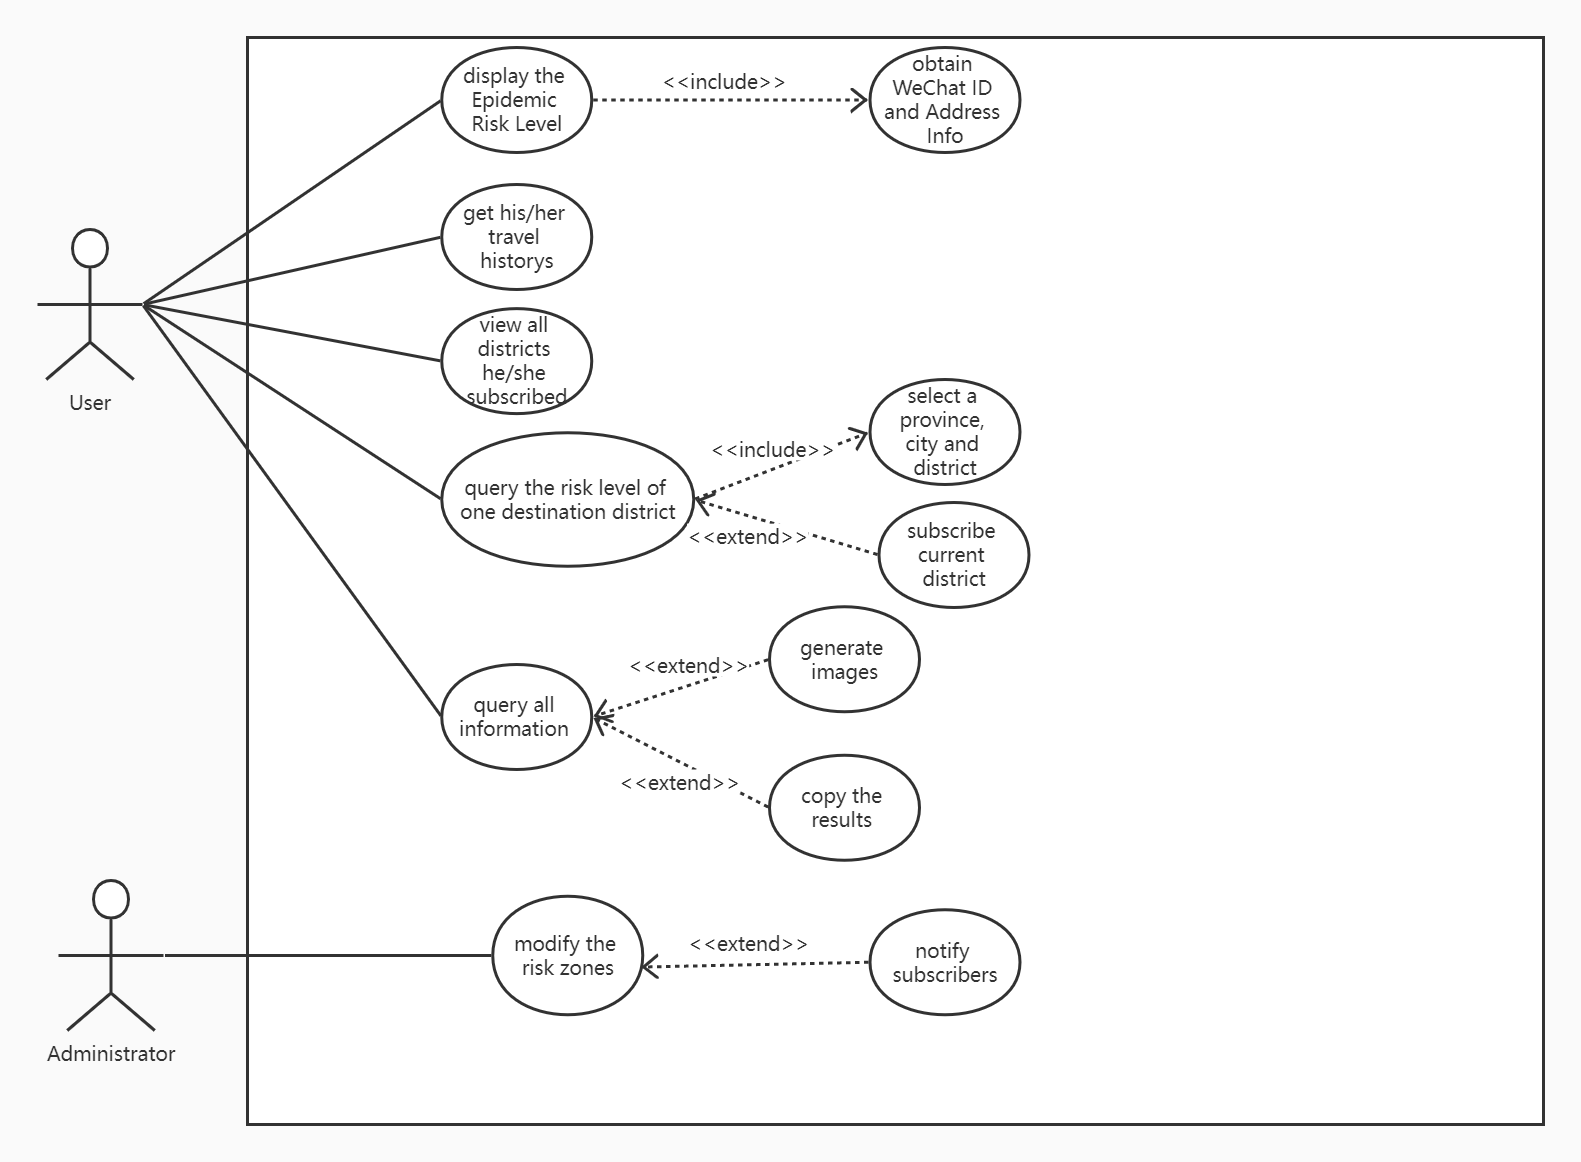 display the
Epidemic
Risk Level
<<include>>
obtain
WeChat ID
and Address
Info
get his/her
travel
historys
view all
districts
he/she
subscribed
User
query the risk level of
one destination district
<<include>>
select a
province,
city and
district
<<extend>>
subscribe
current
district
query all
information
<<extend>>
generate
images
<<extend>>
copy the
results
Administrator
modify the
risk zones
<<extend>>
notify
subscribers